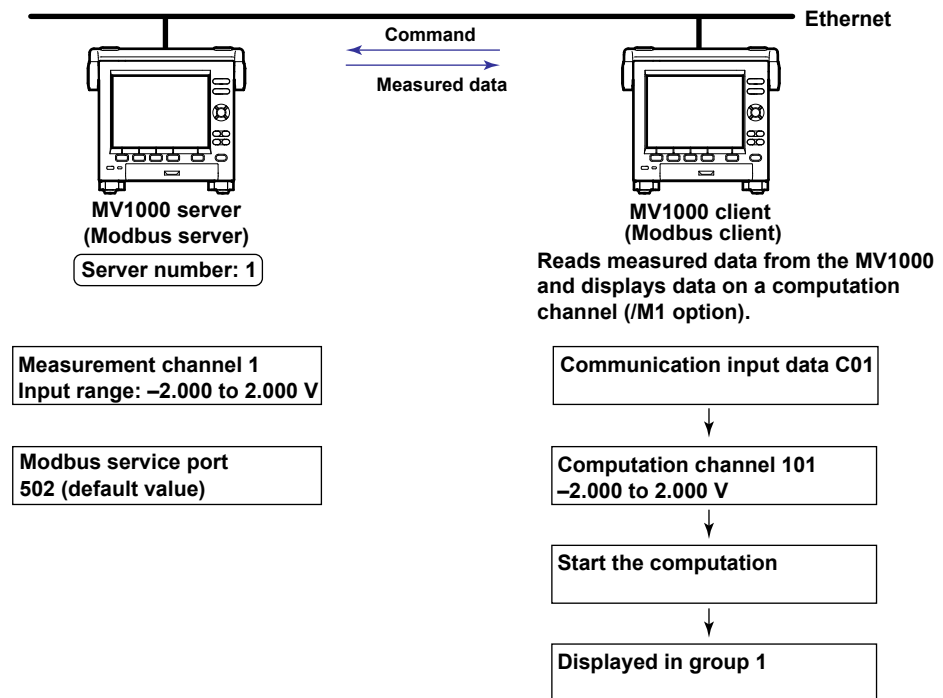 Ethernet
Command
Measured data
MV1000 server
(Modbus server)
Server number: 1
MV1000 client
(Modbus client)
Reads measured data from the MV1000
and displays data on a computation
channel (/M1 option).
Measurement channel 1
Input range: –2.000 to 2.000 V
Modbus service port
502 (default value)
Communication input data C01
Computation channel 101
–2.000 to 2.000 V
Start the computation
Displayed in group 1